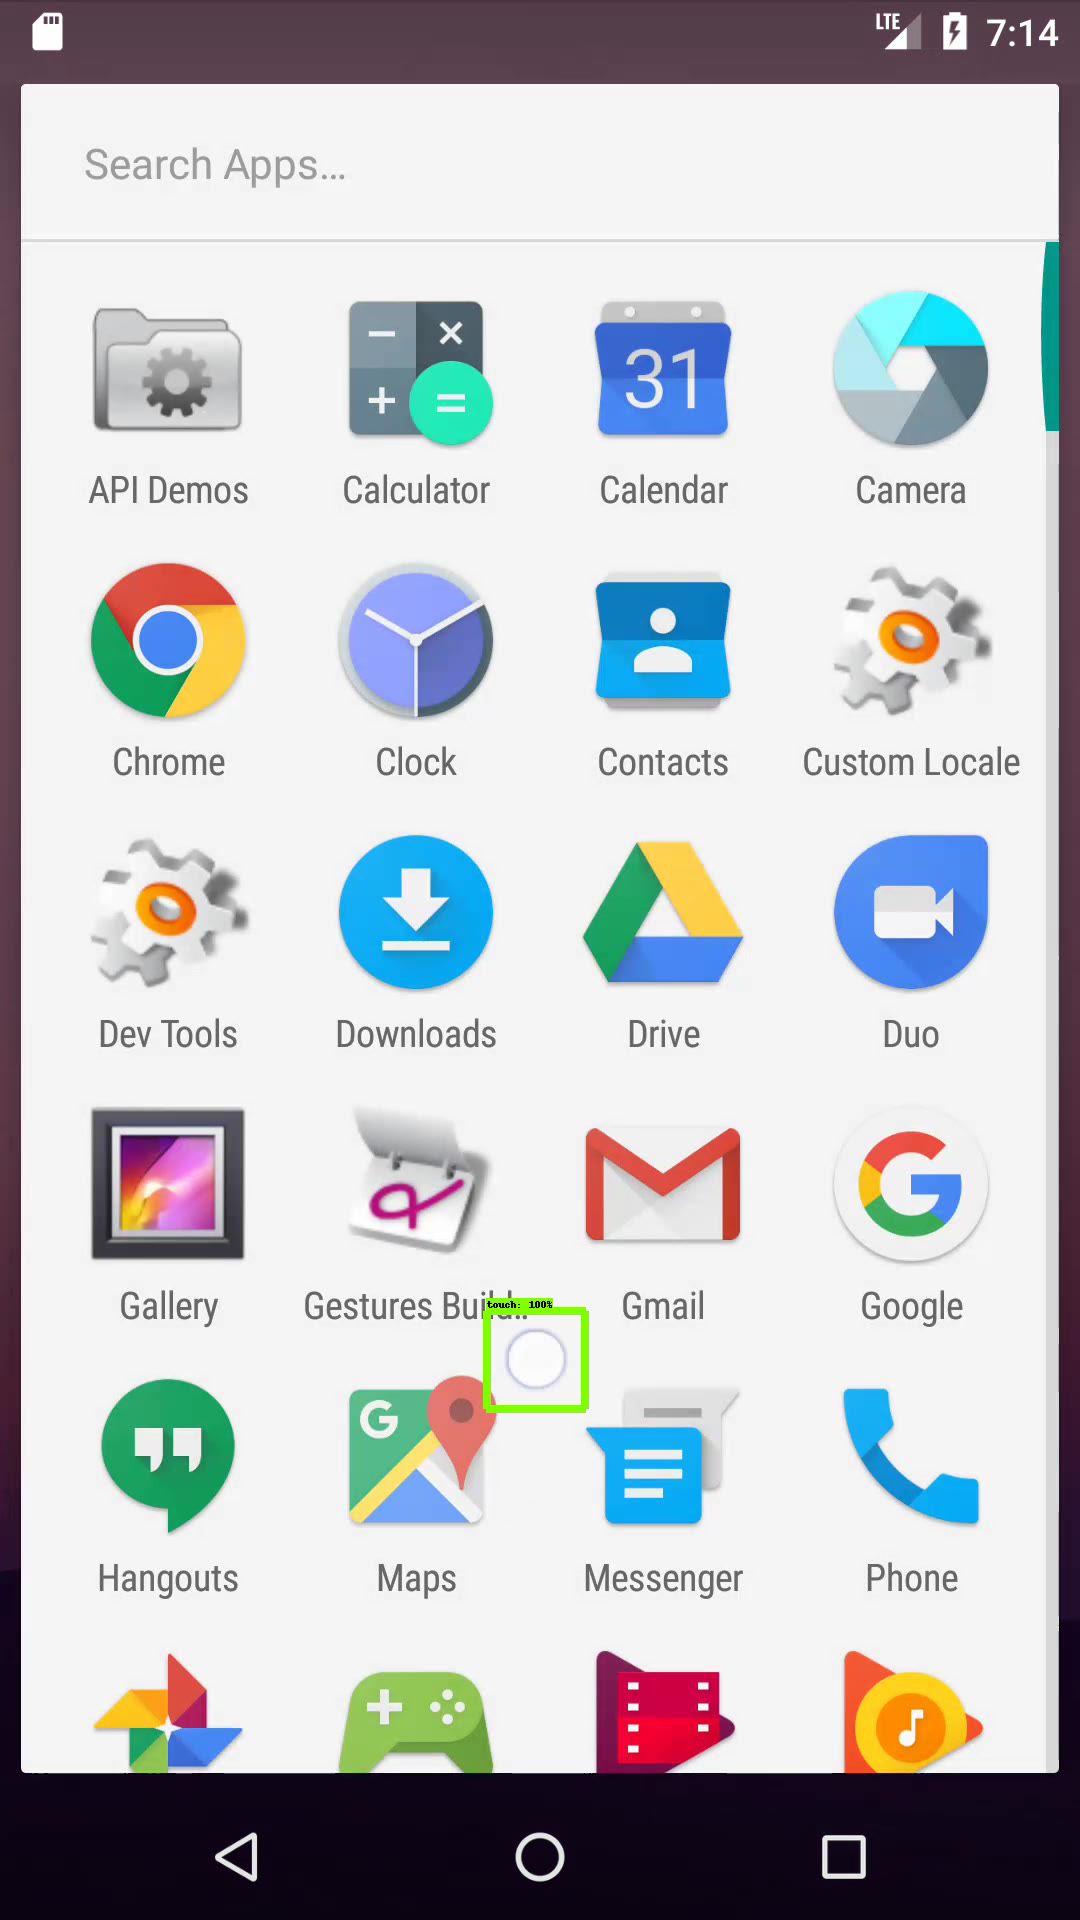 LTE 7:14
Search Apps…
31
API Demos Calculator Calendar Camera
Chrome Clock Contacts Custom Locale
Dev Tools Downloads Drive Duo
G
Gallery Gestures Build.. Gmail Google
touch: 100%
G
Hangouts Maps Messenger Phone